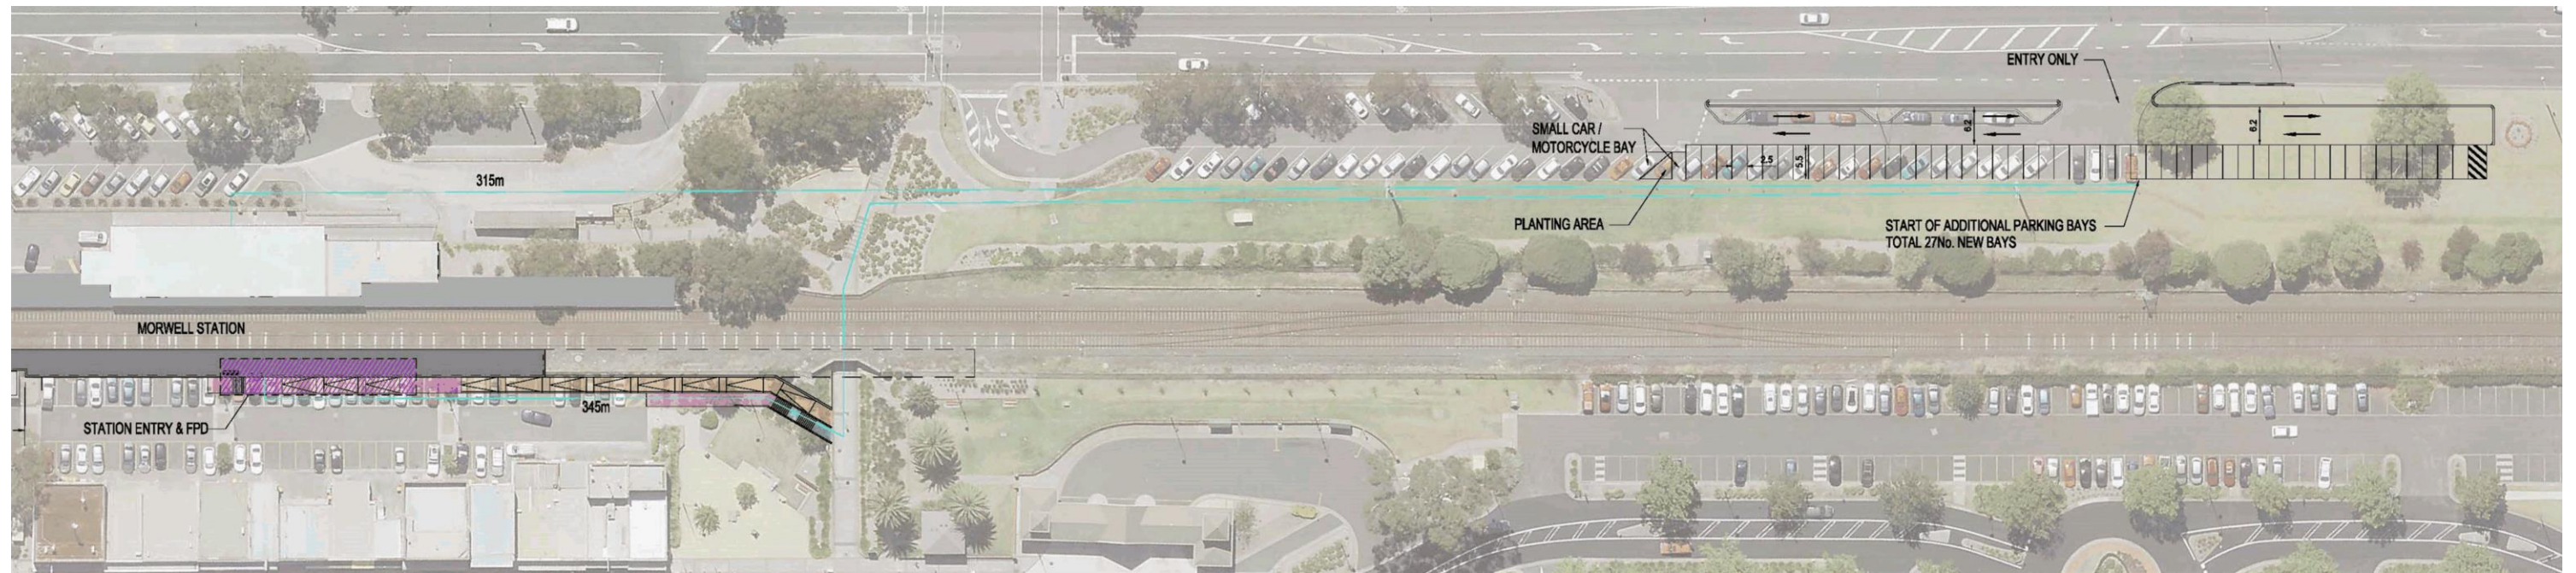 ENTRY ONLY
SMALL CAR /
MOTORCYCLE BAY
6.2
6.2
2.5
5.5
315m
PLANTING AREA
START OF ADDITIONAL PARKING BAYS
TOTAL 27No. NEW BAYS
MORWELL STATION
345m
STATION ENTRY & FPD